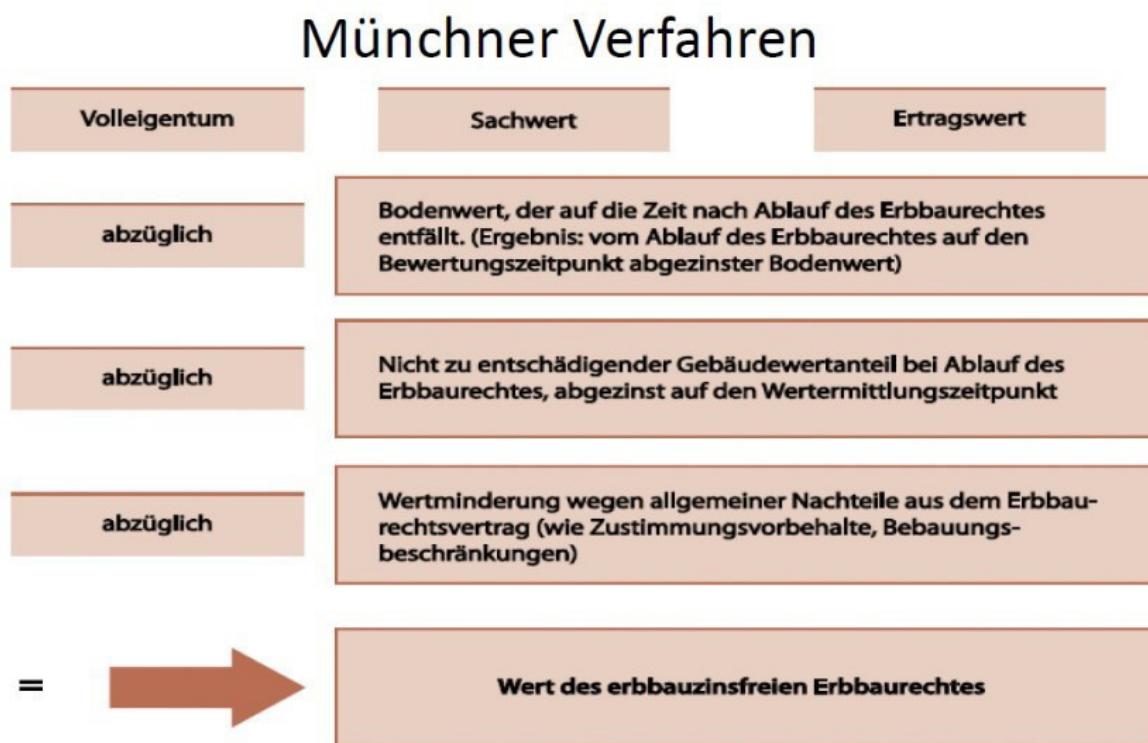 Münchner Verfahren
Volleigentum
Sachwert
Ertragswert
abzüglich
Bodenwert, der auf die Zeit nach Ablauf des Erbbaurechtes
entfällt. (Ergebnis: vom Ablauf des Erbbaurechtes auf den
Bewertungszeitpunkt abgezinster Bodenwert)
abzüglich
Nicht zu entschädigender Gebäudewertanteil bei Ablauf des
Erbbaurechtes, abgezinst auf den Wertermittlungszeitpunkt
abzüglich
Wertminderung wegen allgemeiner Nachteile aus dem Erbbau-
rechtsvertrag (wie Zustimmungsvorbehalte, Bebauungs-
beschränkungen)
=
Wert des erbbauzinsfreien Erbbaurechtes